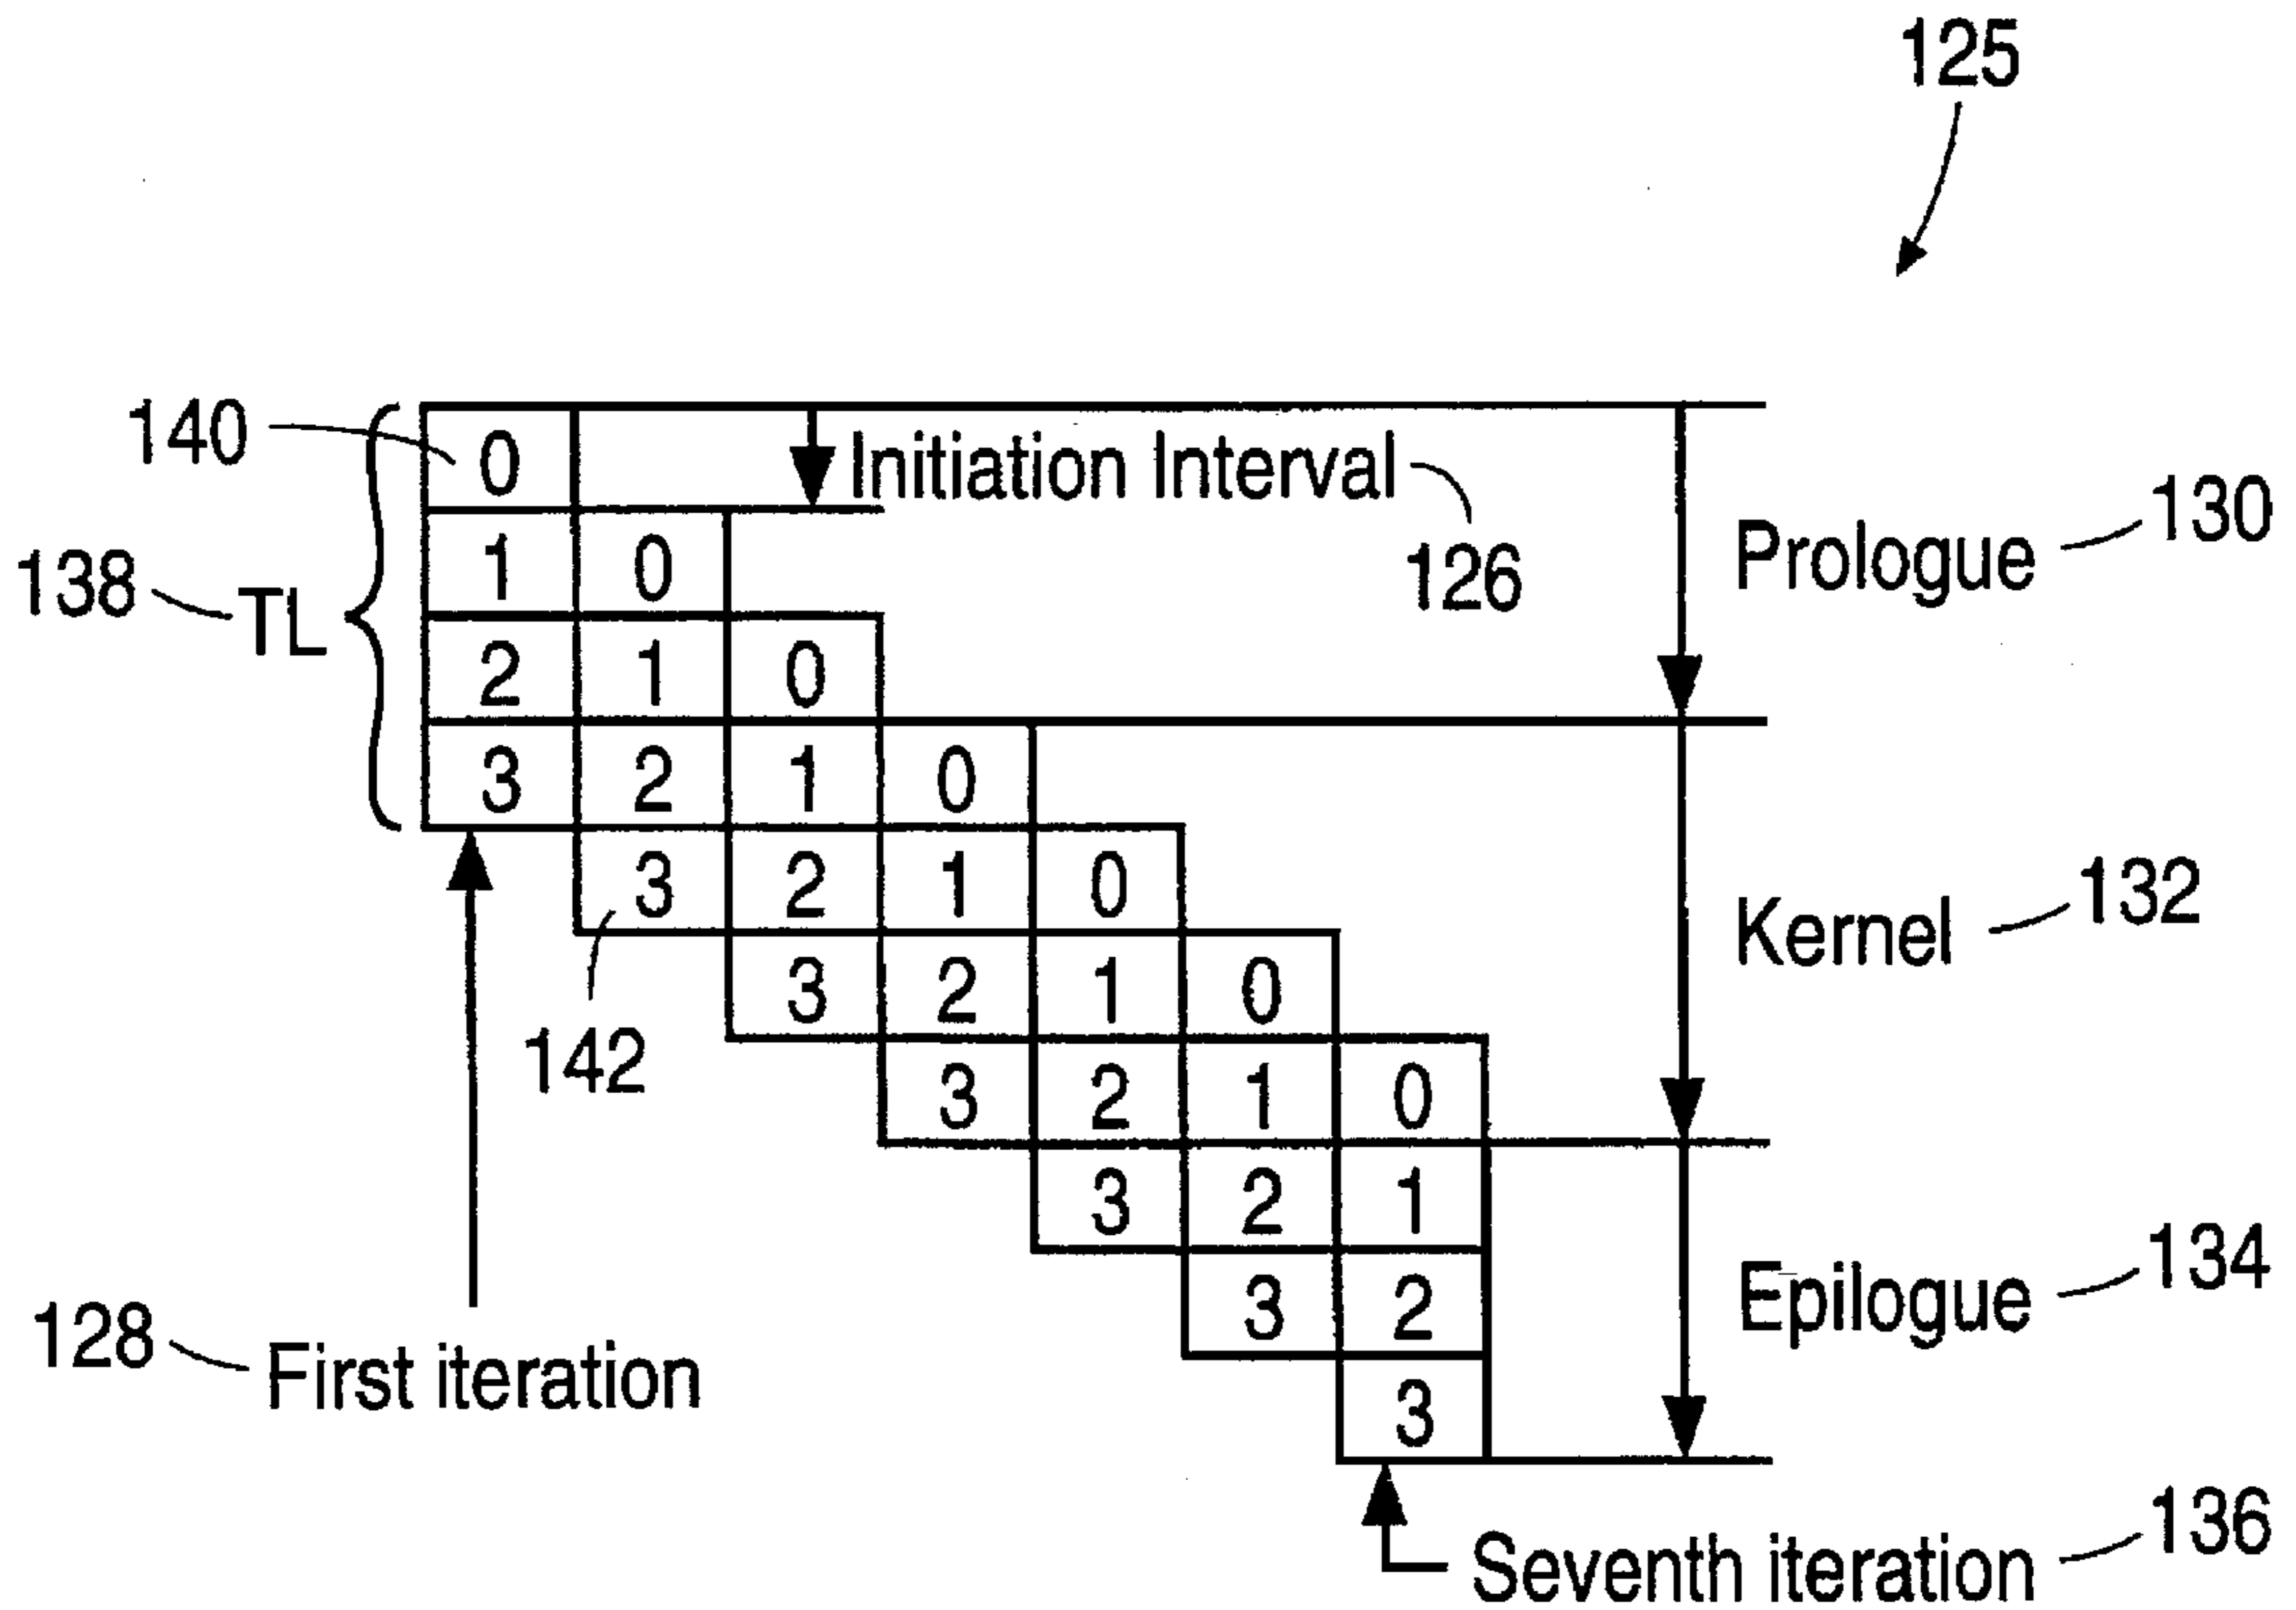 125
140
0
Initiation Interval
126
Prologue
130
138
TL
1 0
2 1 0
3 2 1 0
3 2 1 0
142
Kernel
132
3 2 1 0
3 2 1 0
3 2 1
Epilogue
134
3 2
128
First iteration
3
Seventh iteration
136